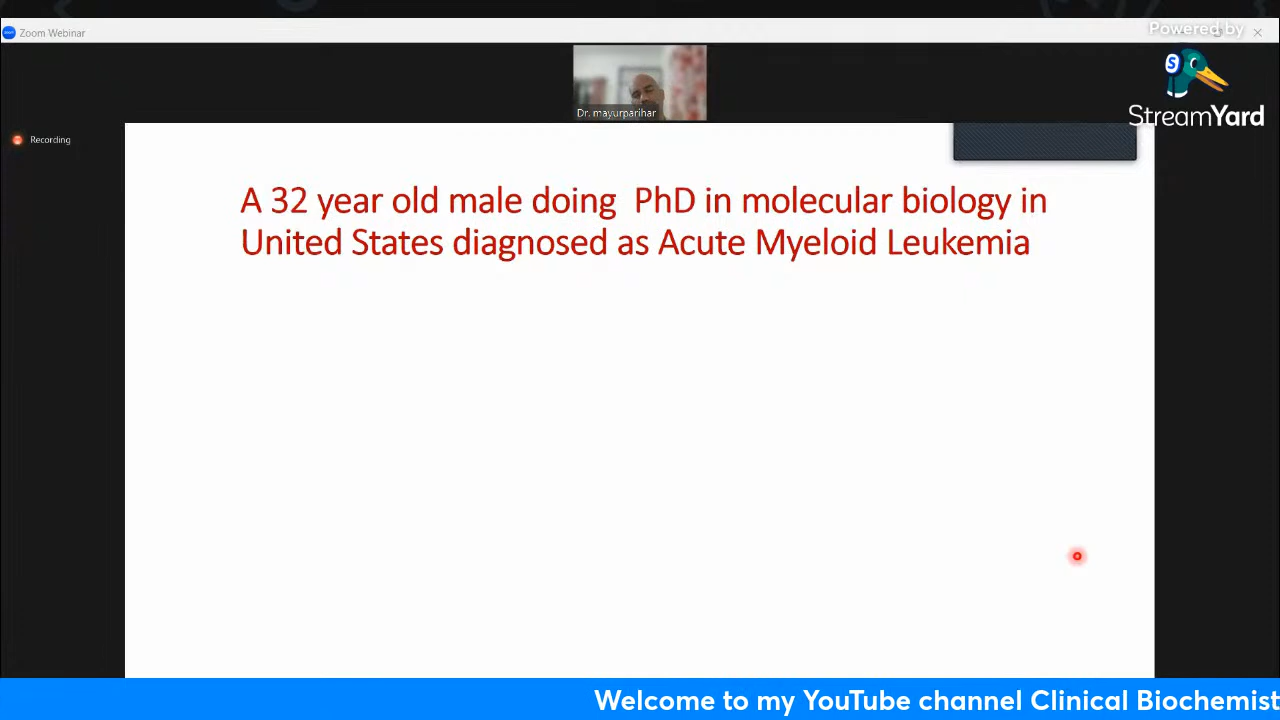 Zoom Webinar
Powered by
StreamYard
Dr. mayurparihar
Recording
A 32 year old male doing  PhD in molecular biology in
United States diagnosed as Acute Myeloid Leukemia
Welcome to my YouTube channel Clinical Biochemist